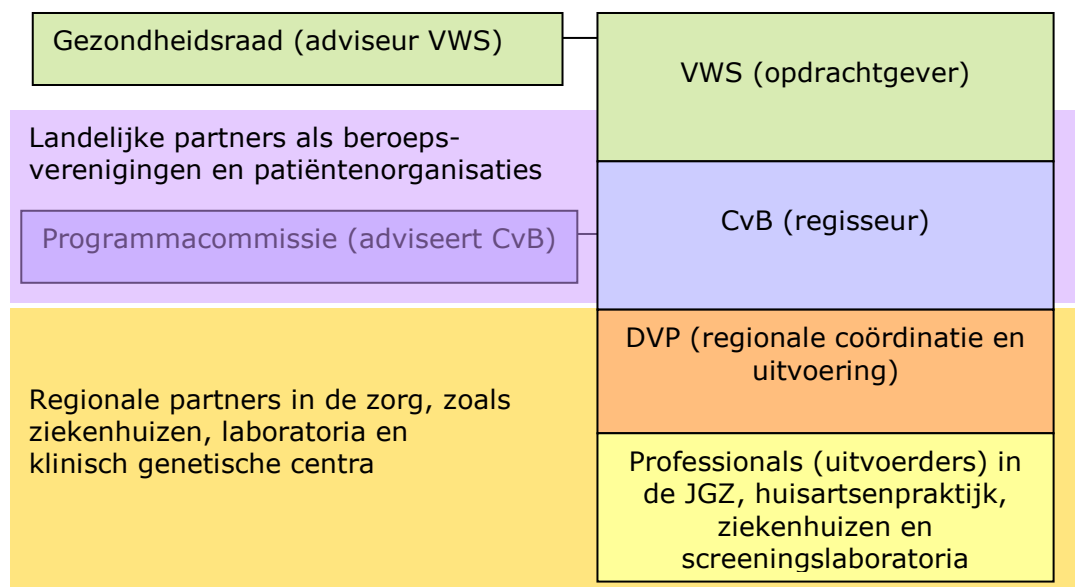 Gezondheidsraad (adviseur VWS)
VWS (opdrachtgever)
Landelijke partners als beroeps-
verenigingen en patiëntenorganisaties
Programmacommissie (adviseert CvB)
CvB (regisseur)
DVP (regionale coördinatie en
uitvoering)
Regionale partners in de zorg, zoals
ziekenhuizen, laboratoria en
klinisch genetische centra
Professionals (uitvoerders) in
de JGZ, huisartsenpraktijk,
ziekenhuizen en
screeningslaboratoria